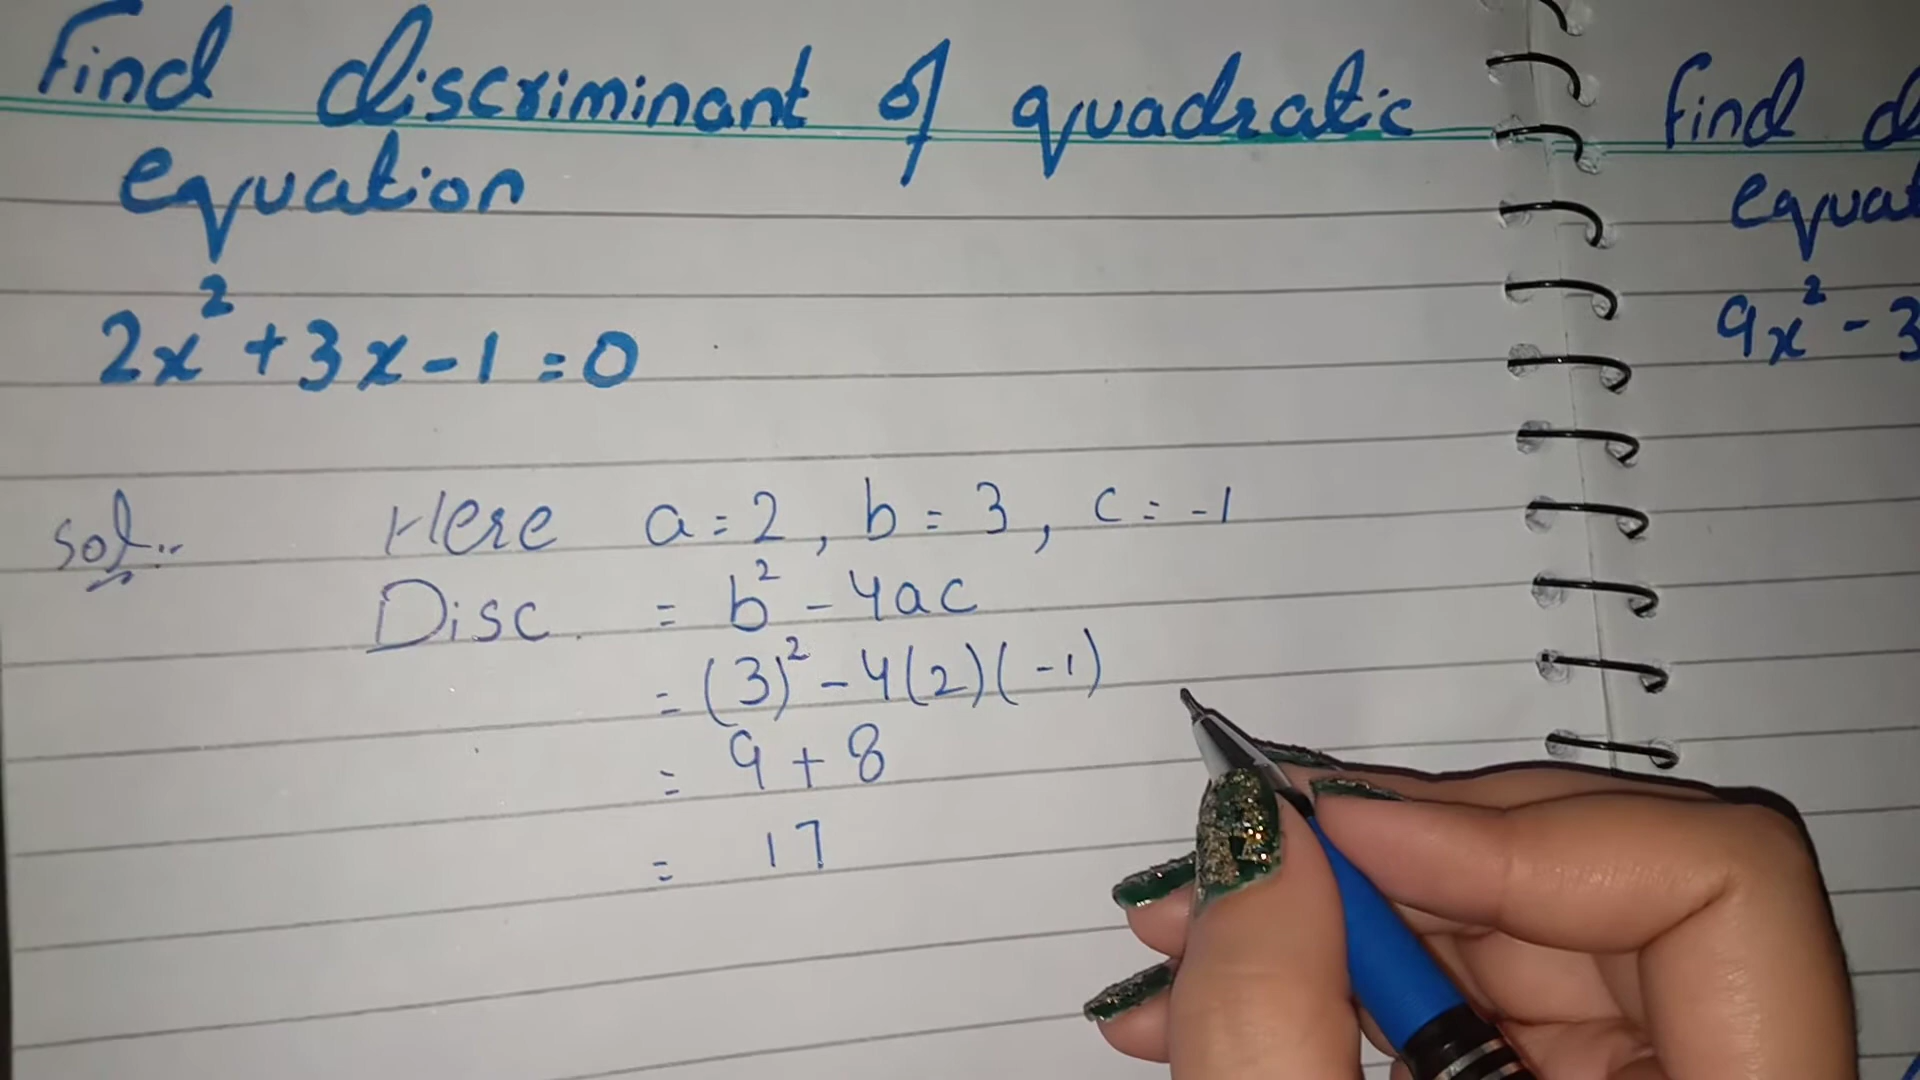 Find discriminant of quadratic
equation
2x² + 3x - 1 = 0
Sol..
Here a = 2, b = 3, c = -1
Disc. = b² - 4ac
= (3)² - 4(2)(-1)
= 9 + 8
= 17
find
9x² - 3